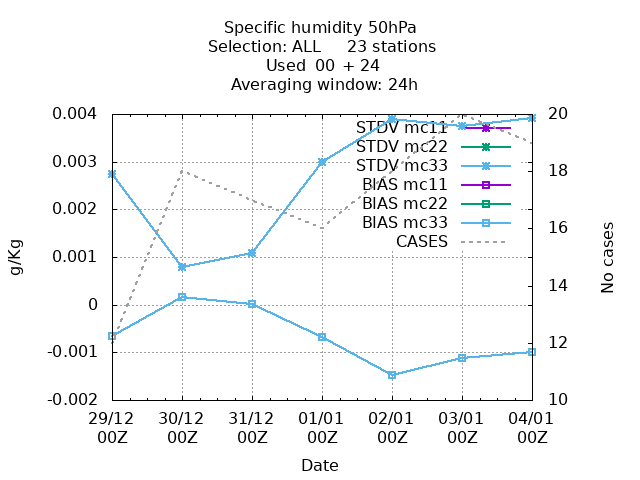 Specific humidity 50hPa
Selection: ALL 23 stations
Used 00 + 24
Averaging window: 24h
0.004
0.003
0.002
0.001
0
-0.001
-0.002
g/Kg
STDV mc11
STDV mc22
STDV mc33
BIAS mc11
BIAS mc22
BIAS mc33
CASES
20
18
16
14
12
10
No cases
29/12 30/12 31/12 01/01 02/01 03/01 04/01
00Z 00Z 00Z 00Z 00Z 00Z 00Z
Date